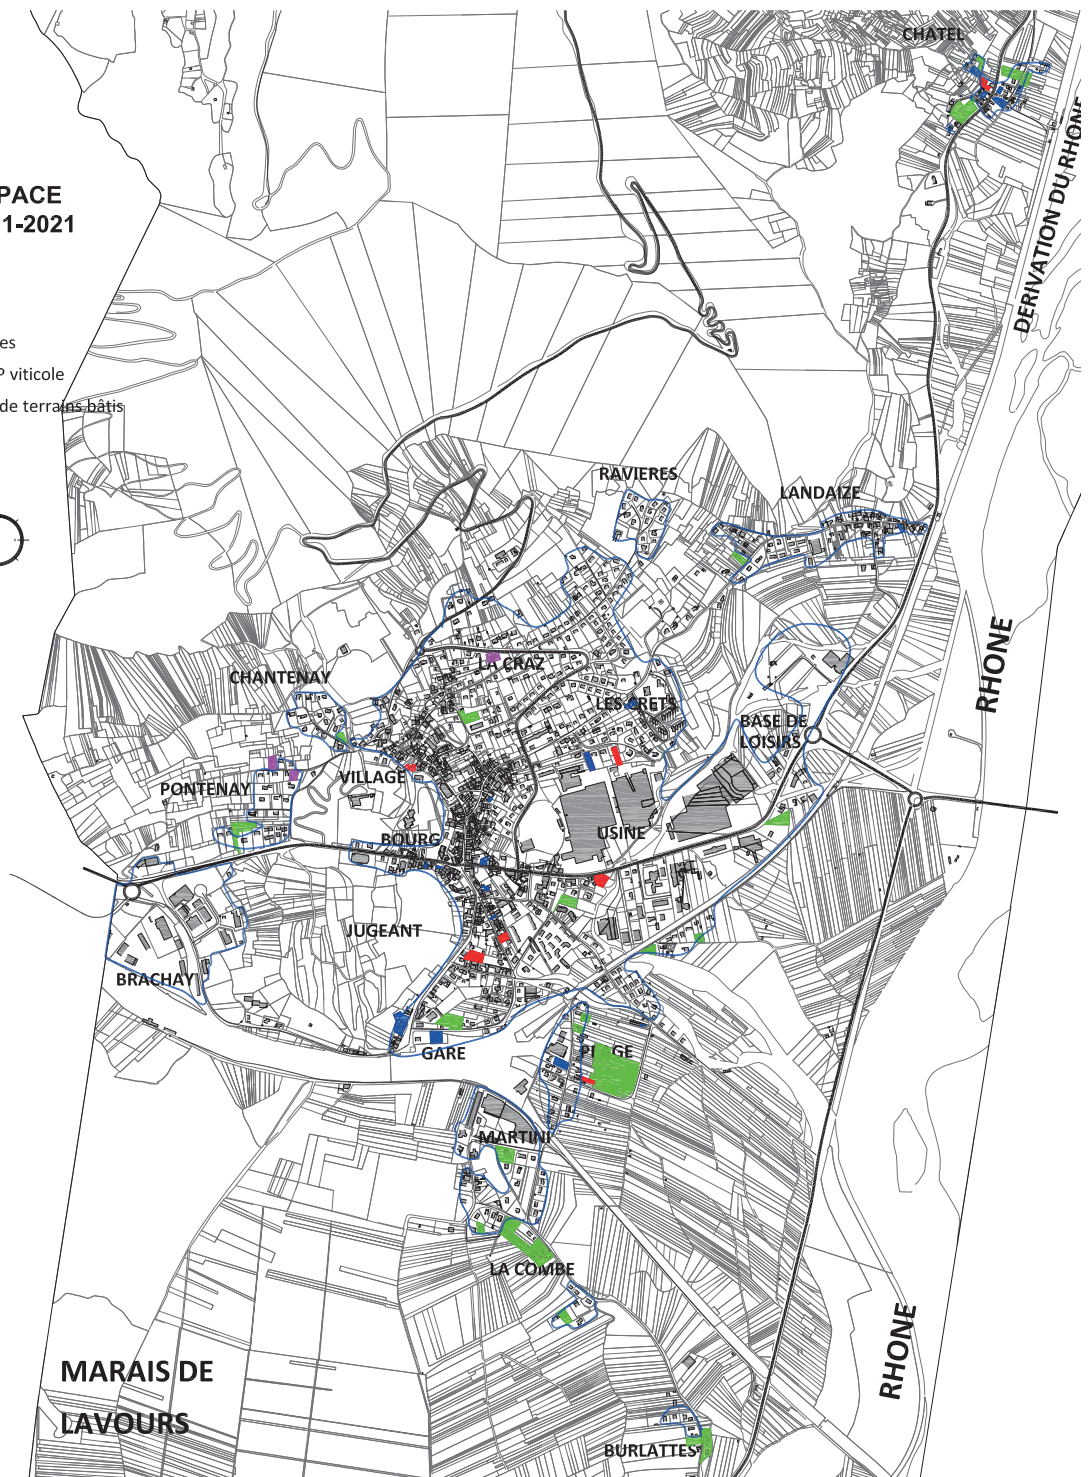 CHATEL
PACE
1-2021
DERIVATION DU RHONE
es
P viticole
de terrains bâtis
RAVIERES
LANDAIZE
RHONE
LA CRAZ
CHANTENAY
LES CRETS
BASE DE
LOISIRS
VILLAGE
PONTENAY
USINE
BOURG
JUGEANT
BRACHAY
GARE
MARTINI
LA COMBE
RHONE
MARAIS DE
LAVOURS
BURLATTES